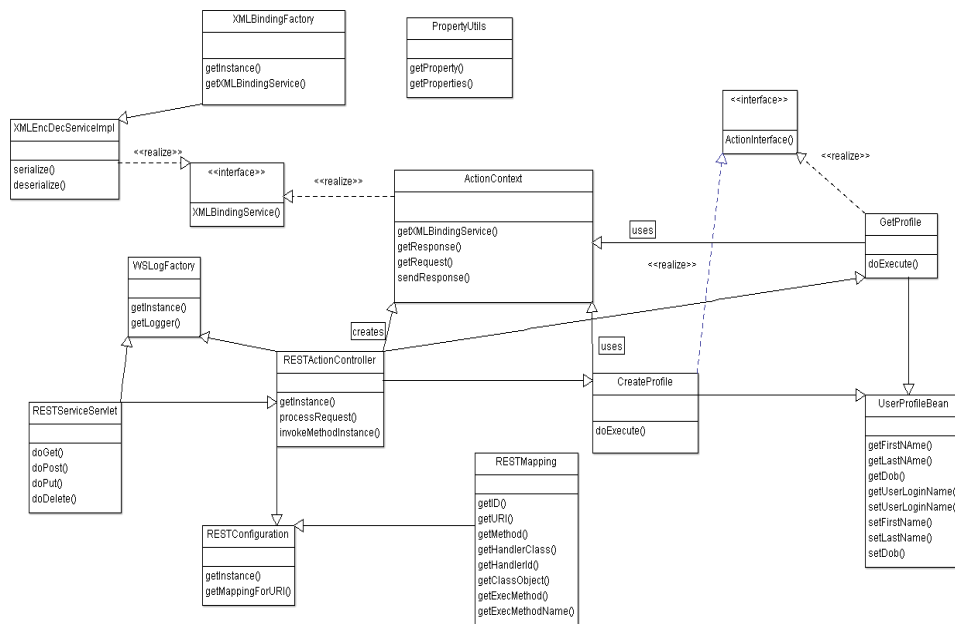 XMLBindingFactory
getInstance()
getXMLBindingService()
PropertyUtils
getProperty()
getProperties()
<<interface>>
ActionInterface()
XMLEncDecServiceImpl
serialize()
deserialize()
<<realize>>
<<interface>>
XMLBindingService()
<<realize>>
ActionContext
getXMLBindingService()
getResponse()
getRequest()
sendResponse()
<<realize>>
uses
GetProfile
doExecute()
<<realize>>
WSLogFactory
getInstance()
getLogger()
creates
uses
RESTActionController
getInstance()
processRequest()
invokeMethodInstance()
CreateProfile
doExecute()
RESTServiceServlet
doGet()
doPost()
doPut()
doDelete()
UserProfileBean
getFirstNAme()
getLastNAme()
getDob()
getUserLoginName()
setUserLoginName()
setFirstName()
setLastName()
setDob()
RESTMapping
getID()
getURI()
getMethod()
getHandlerClass()
getHandlerId()
getClassObject()
getExecMethod()
getExecMethodName()
RESTConfiguration
getInstance()
getMappingForURI()